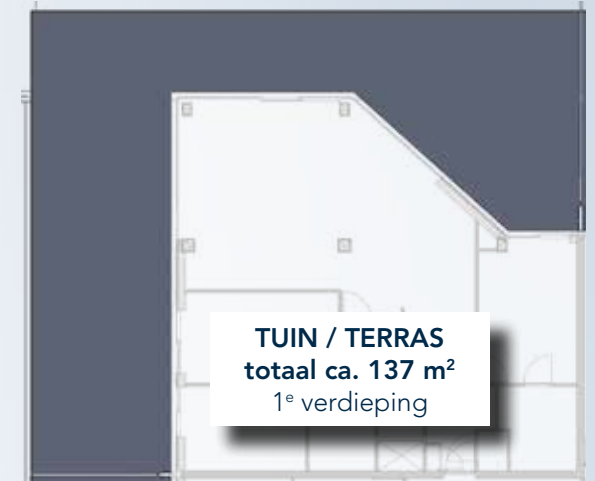 TUIN / TERRAS
totaal ca. 137 m²
1ᵉ verdieping